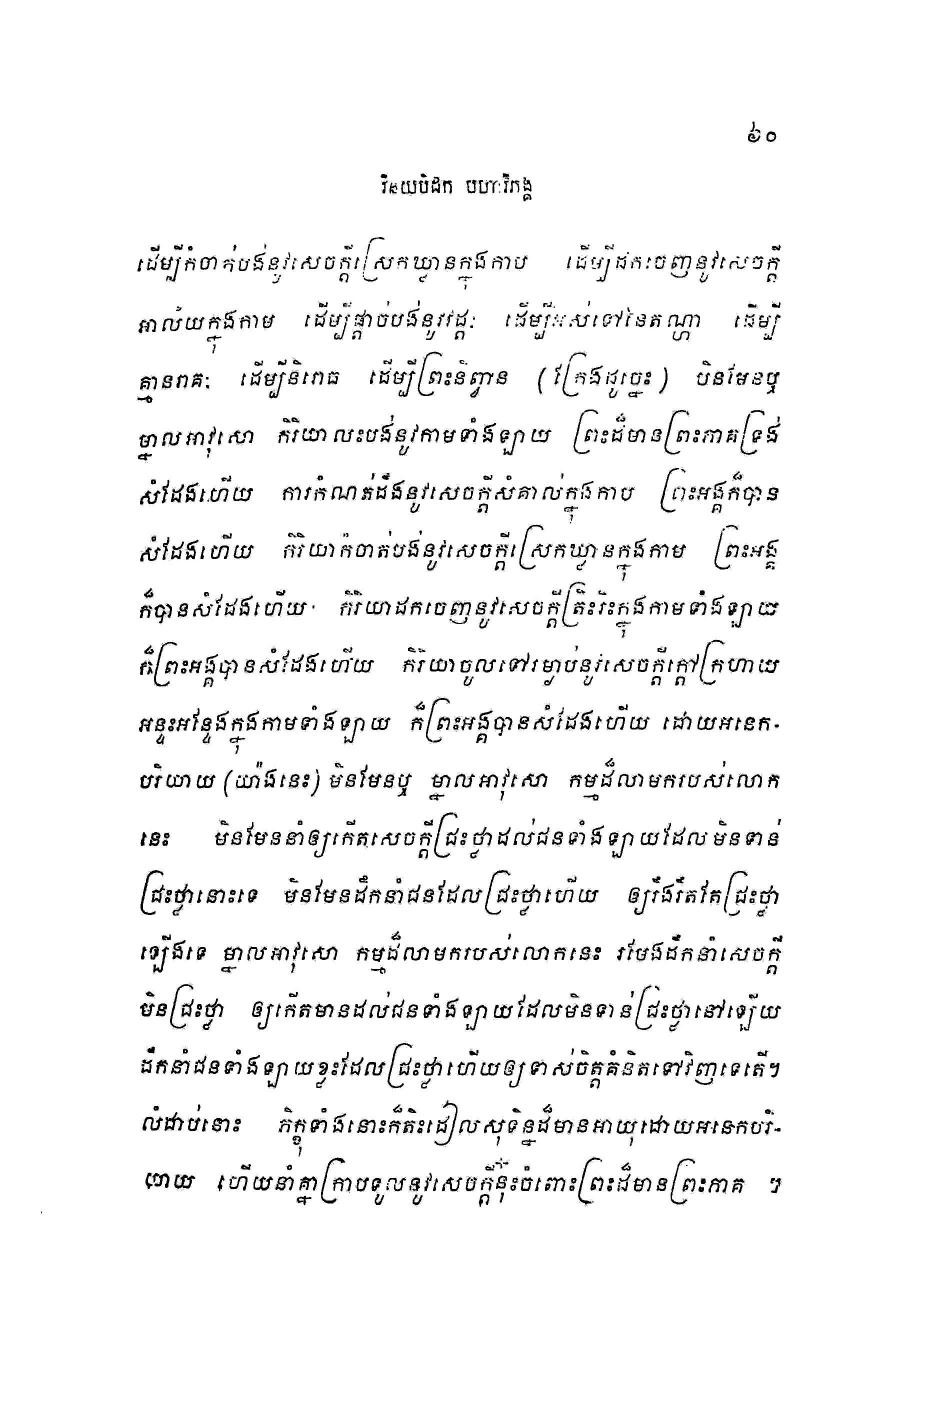 ៦០
វិនយបិដក មហាវិភង្គ
ដើម្បីកំចាត់បង់នូវសេចក្តីស្រេកឃ្លានក្នុងកាម ដើម្បីដកចេញនូវសេចក្តី
អាល័យក្នុងកាម ដើម្បីផ្តាច់បង់នូវវដ្តៈ ដើម្បីអស់ទៅនៃតណ្ហា ដើម្បី
គ្មានរាគៈ ដើម្បីនិរោធ ដើម្បីព្រះនិព្វាន (ក្រែងដូច្នេះ) មិនមែនឬ
ម្នាលអាវុសោ កិរិយាលះបង់នូវកាមទាំងឡាយ ព្រះដ៏មានព្រះភាគទ្រង់
សំដែងហើយ ការកំណត់ដឹងនូវសេចក្តីសំគាល់ក្នុងកាម ព្រះអង្គក៏បាន
សំដែងហើយ កិរិយាកំចាត់បង់នូវសេចក្តីស្រេកឃ្លានក្នុងកាម ព្រះអង្គ
ក៏បានសំដែងហើយ កិរិយាដកចេញនូវសេចក្តីត្រិះរិះក្នុងកាមទាំងឡាយ
ក៏ព្រះអង្គបានសំដែងហើយ កិរិយាចូលទៅរម្ងាប់នូវសេចក្តីក្តៅក្រហាយ
អន្ទះអន្ទែងក្នុងកាមទាំងឡាយ ក៏ព្រះអង្គបានសំដែងហើយ ដោយអនេក-
បរិយាយ (យ៉ាងនេះ) មិនមែនឬ ម្នាលអាវុសោ កម្មដ៏លាមករបស់លោក
នេះ មិនមែននាំឲ្យកើតសេចក្តីជ្រះថ្លាដល់ជនទាំងឡាយដែលមិនទាន់
ជ្រះថ្លានោះទេ មិនមែនដឹកនាំជនដែលជ្រះថ្លាហើយ ឲ្យរឹងរឹតតែជ្រះថ្លា
ឡើងទេ ម្នាលអាវុសោ កម្មដ៏លាមករបស់លោកនេះ រមែងដឹកនាំសេចក្តី
មិនជ្រះថ្លា ឲ្យកើតមានដល់ជនទាំងឡាយដែលមិនទាន់ជ្រះថ្លានៅឡើយ
ដឹកនាំជនទាំងឡាយខ្លះដែលជ្រះថ្លាហើយឲ្យទាស់ចិត្តគំនិតទៅវិញទេតើ។
លំដាប់នោះ ភិក្ខុទាំងនោះក៏តិះដៀលសុទិន្នដ៏មានអាយុដោយអនេកបរិ-
យាយ ហើយនាំគ្នាក្រាបទូលនូវសេចក្តីនុ៎ះចំពោះព្រះដ៏មានព្រះភាគ ។